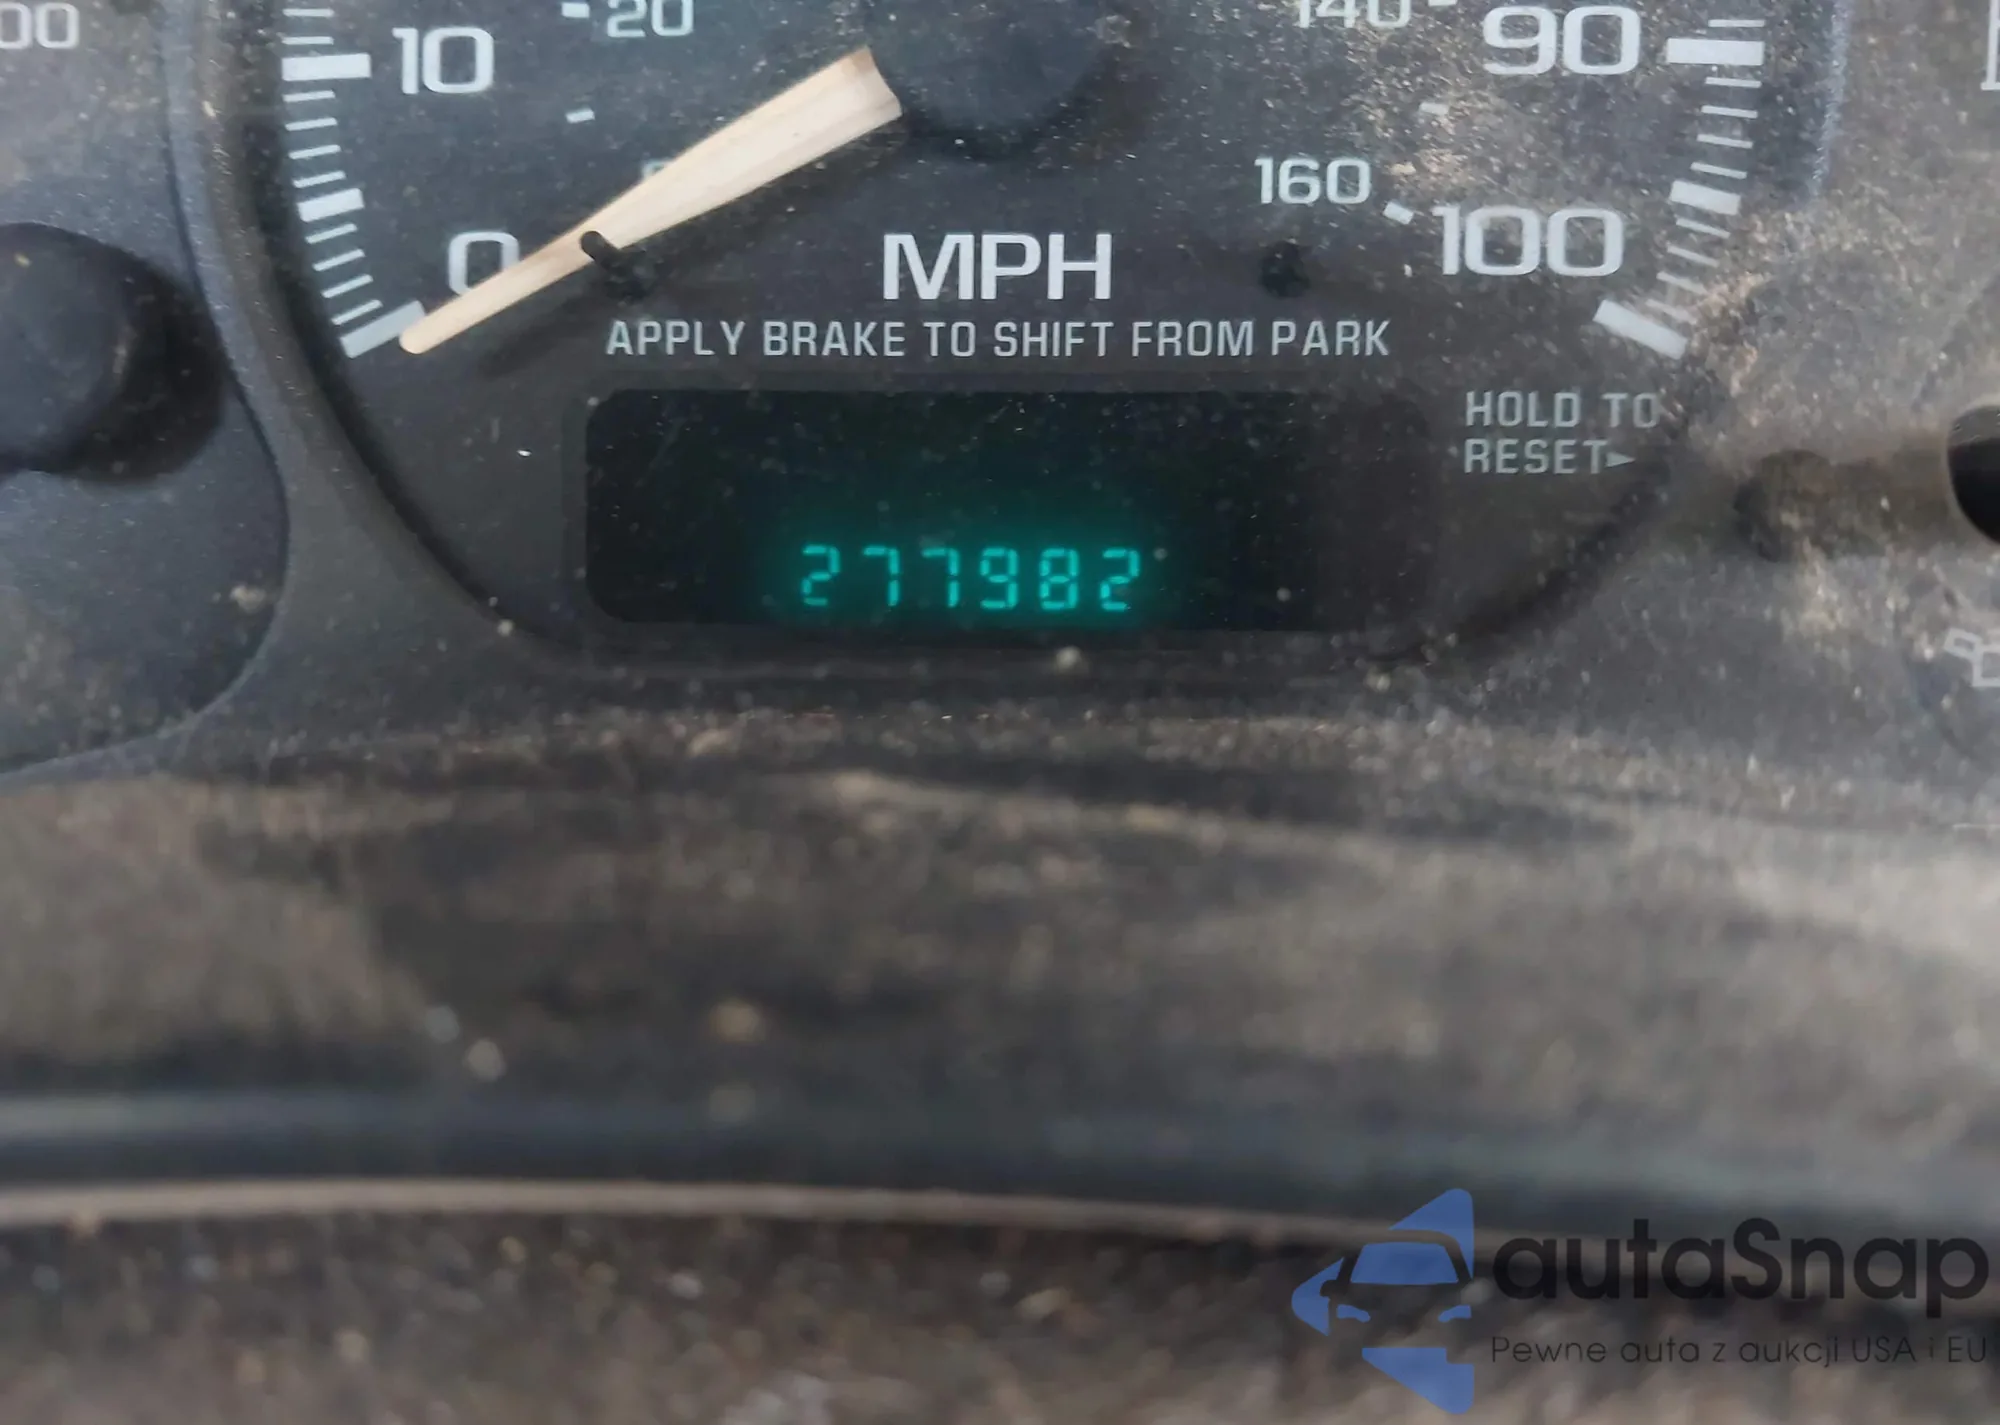 00
10
20
140
90
160
0
100
MPH
APPLY BRAKE TO SHIFT FROM PARK
HOLD TO
RESET►
277982
autaSnap
Pewne auta z aukcji USA i EU